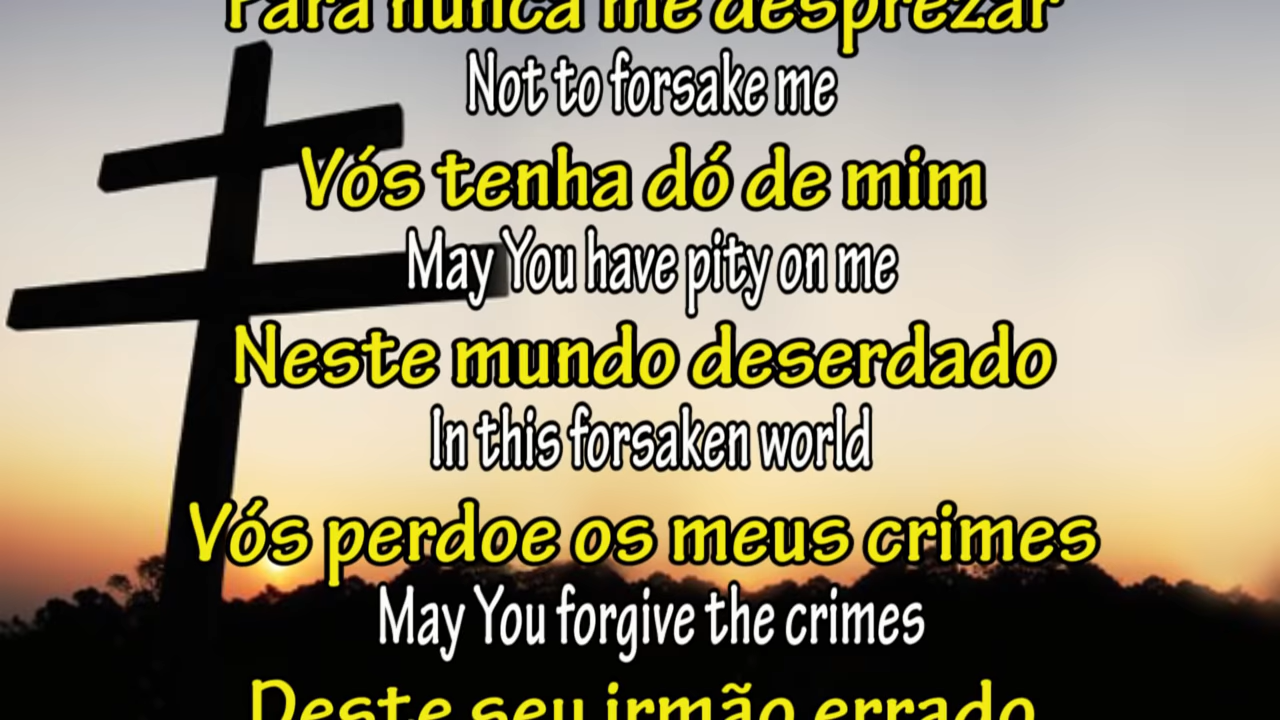 Para nunca me desprezar
Not to forsake me
Vós tenha dó de mim
May You have pity on me
Neste mundo deserdado
In this forsaken world
Vós perdoe os meus crimes
May You forgive the crimes
Deste seu irmão errado